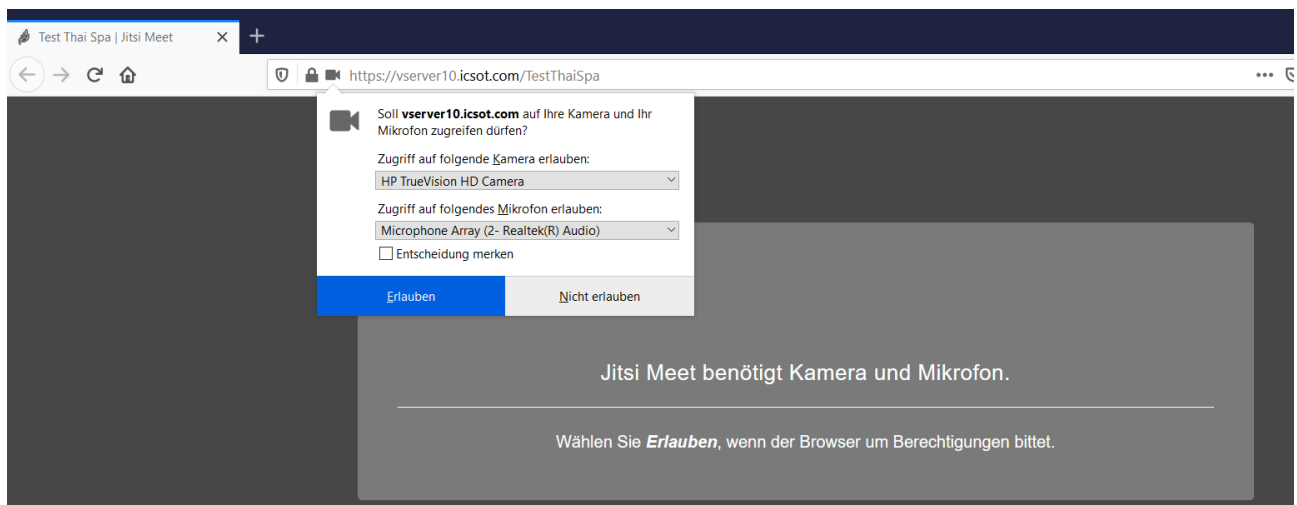 Test Thai Spa | Jitsi Meet
https://vserver10.icsot.com/TestThaiSpa
Soll vserver10.icsot.com auf Ihre Kamera und Ihr
Mikrofon zugreifen dürfen?
Zugriff auf folgende Kamera erlauben:
HP TrueVision HD Camera
Zugriff auf folgendes Mikrofon erlauben:
Microphone Array (2- Realtek(R) Audio)
Entscheidung merken
Erlauben
Nicht erlauben
Jitsi Meet benötigt Kamera und Mikrofon.
Wählen Sie Erlauben, wenn der Browser um Berechtigungen bittet.